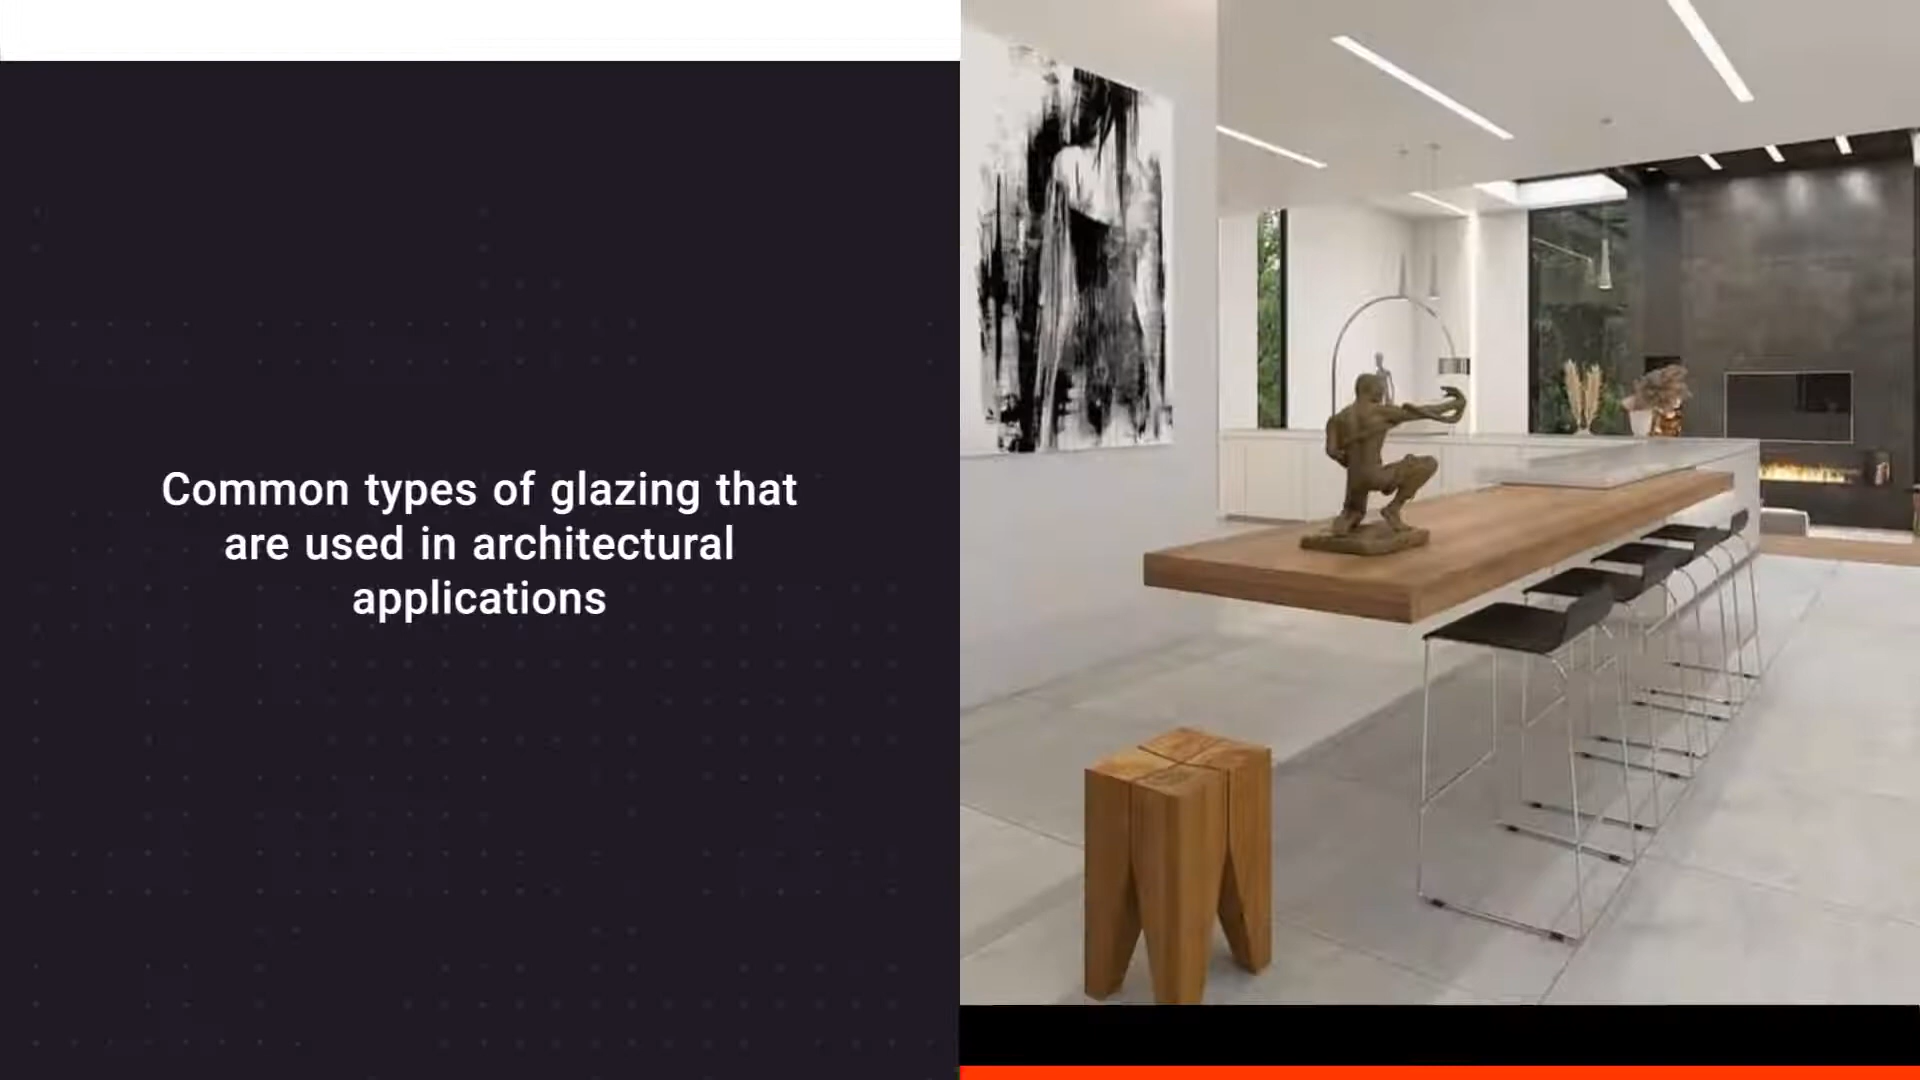 Common types of glazing that
are used in architectural
applications